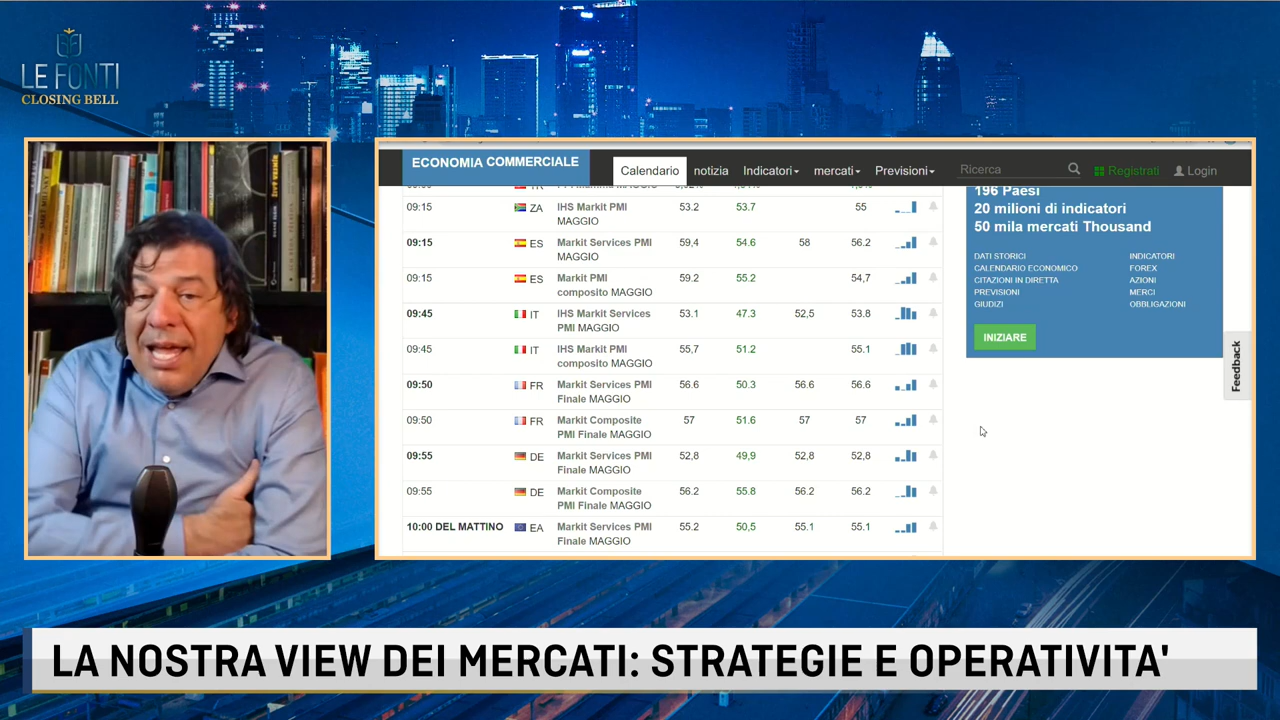 LE FONTI
CLOSING BELL
ECONOMIA COMMERCIALE
Calendario notizia Indicatori mercati Previsioni Ricerca Registrati Login
09:15 ZA IHS Markit PMI 53.2 53.7 55
MAGGIO
09:15 ES Markit Services PMI 59,4 54.6 58 56.2
MAGGIO
09:15 ES Markit PMI 59.2 55.2 54,7
composito MAGGIO
09:45 IT IHS Markit Services 53.1 47.3 52,5 53.8
PMI MAGGIO
09:45 IT IHS Markit PMI 55,7 51.2 55.1
composito MAGGIO
09:50 FR Markit Services PMI 56.6 50.3 56.6 56.6
Finale MAGGIO
09:50 FR Markit Composite 57 51.6 57 57
PMI Finale MAGGIO
09:55 DE Markit Services PMI 52,8 49,9 52,8 52,8
Finale MAGGIO
09:55 DE Markit Composite 56.2 55.8 56.2 56.2
PMI Finale MAGGIO
10:00 DEL MATTINO EA Markit Services PMI 55.2 50,5 55.1 55.1
Finale MAGGIO
196 Paesi
20 milioni di indicatori
50 mila mercati Thousand
DATI STORICI INDICATORI
CALENDARIO ECONOMICO FOREX
CITAZIONI IN DIRETTA AZIONI
PREVISIONI MERCI
GIUDIZI OBBLIGAZIONI
INIZIARE
Feedback
LA NOSTRA VIEW DEI MERCATI: STRATEGIE E OPERATIVITA'